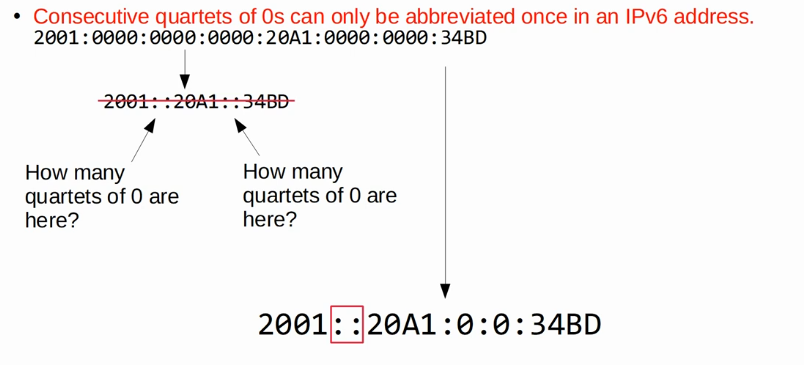 • Consecutive quartets of 0s can only be abbreviated once in an IPv6 address.
2001:0000:0000:0000:20A1:0000:0000:34BD
2001::20A1::34BD
How many
quartets of 0 are
here?
How many
quartets of 0 are
here?
2001::20A1:0:0:34BD